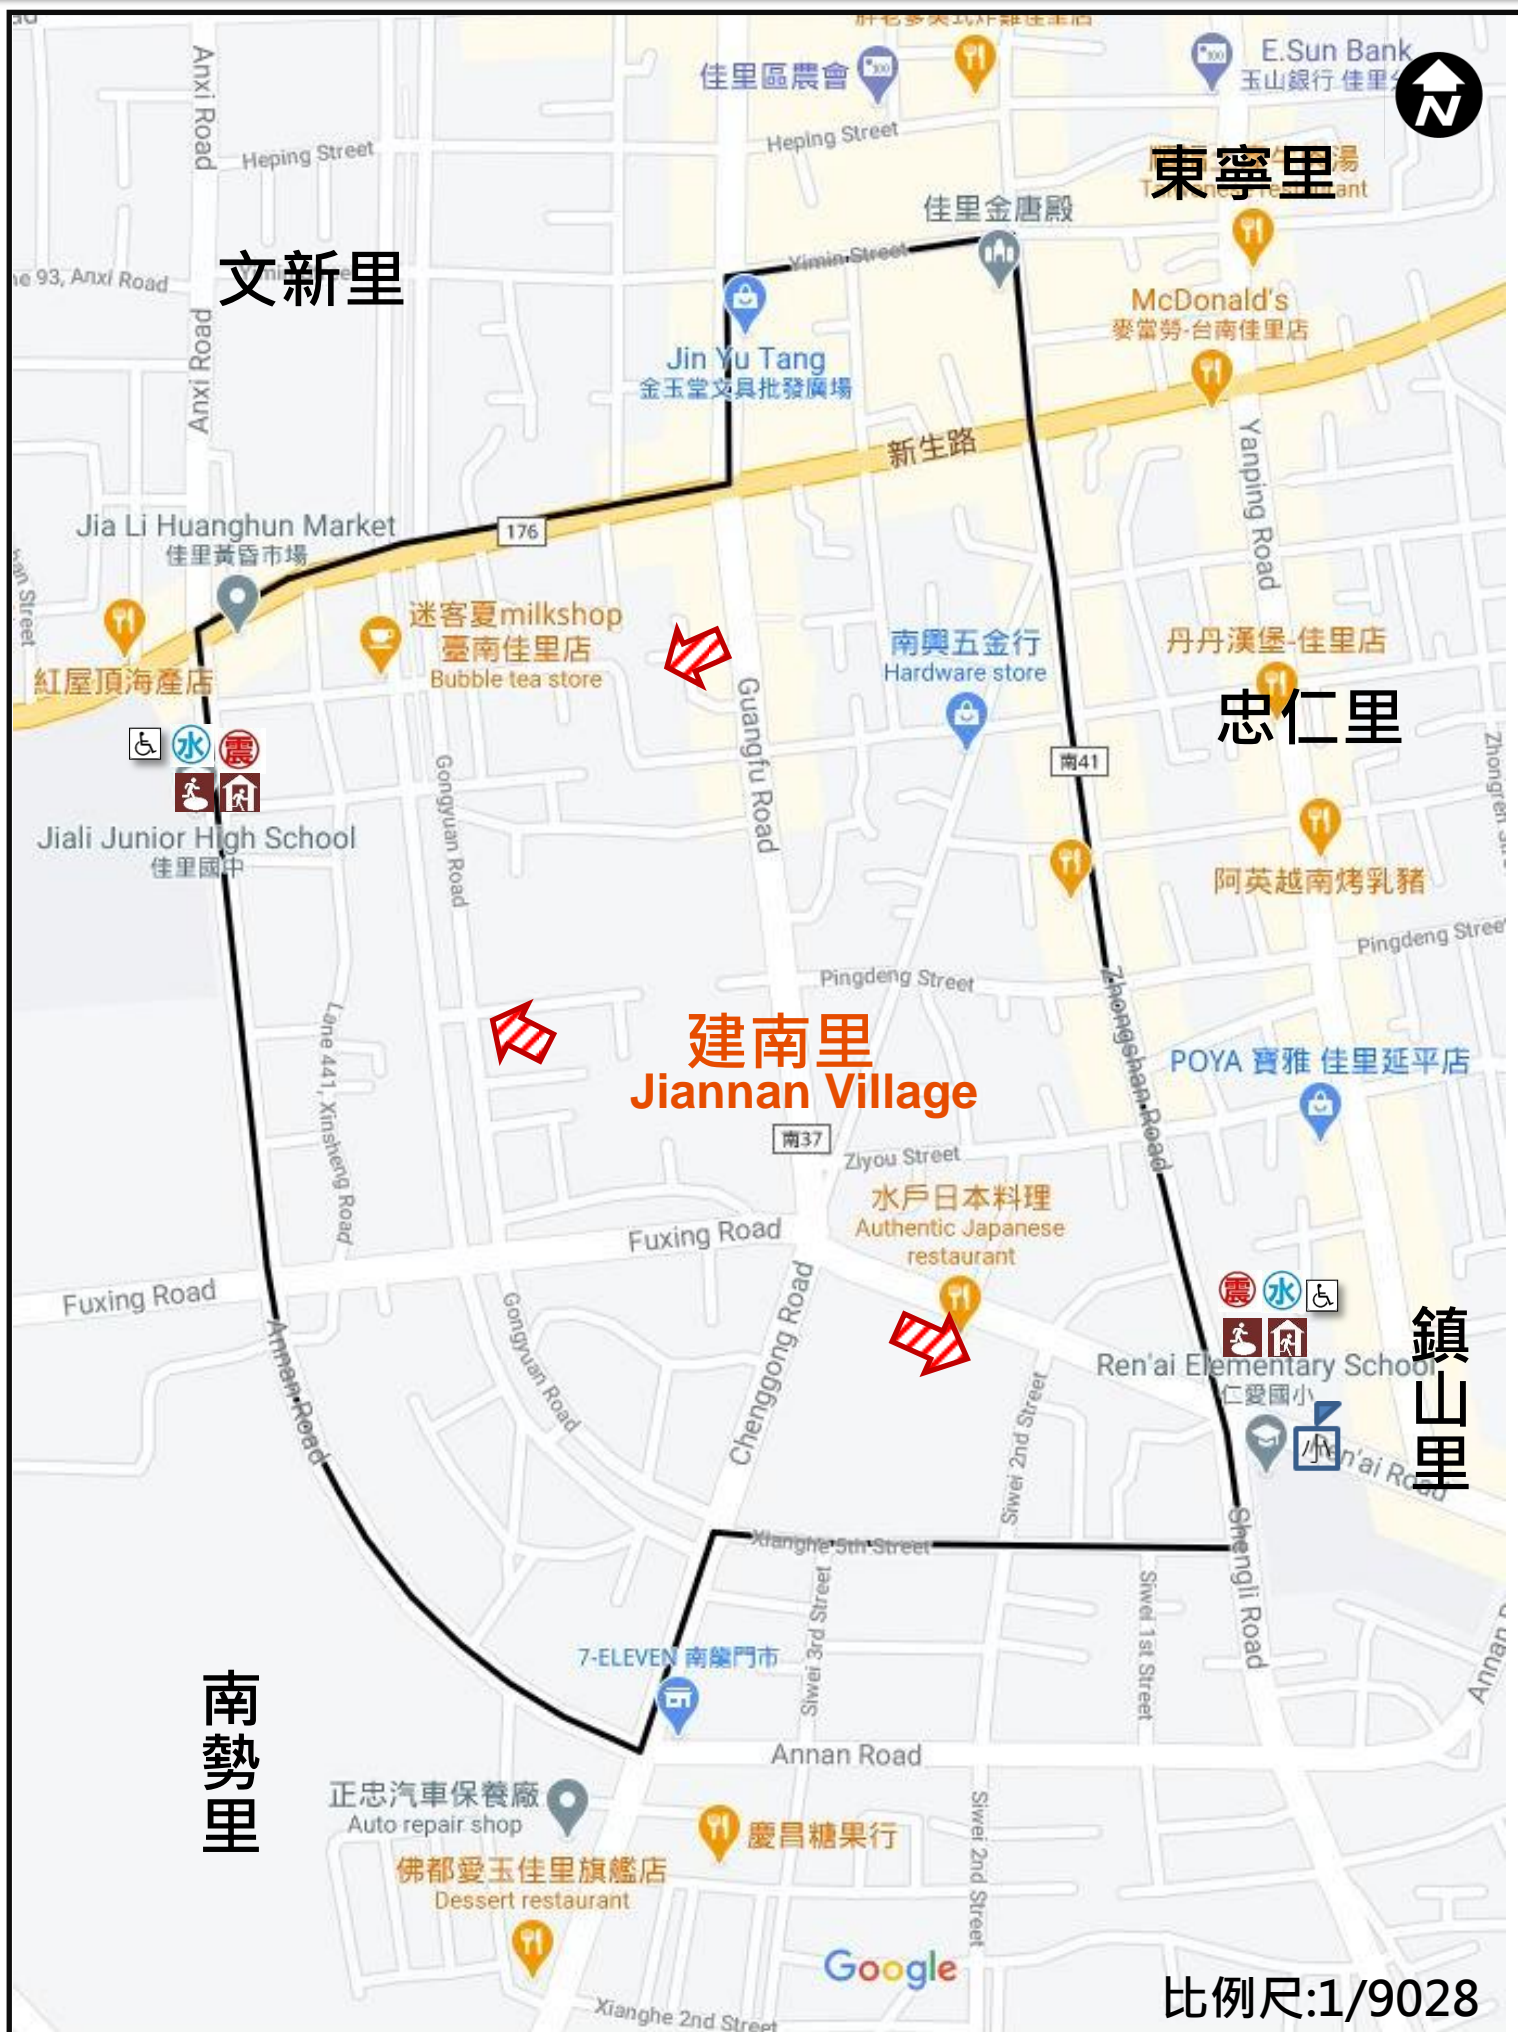 佳里區農會
E.Sun Bank
Anxi Road
N
Heping Street
Heping Street
東寧里
佳里金唐殿
Yimin Street
文新里
McDonald's
麥當勞-台南佳里店
Anxi Road
Jin Yu Tang
金玉堂文具批發廣場
新生路
Yanping Road
176
Jia Li Huanghun Market
佳里黃昏市場
迷客夏milkshop
臺南佳里店
Bubble tea store
南興五金行
Hardware store
丹丹漢堡-佳里店
紅屋頂海產店
忠仁里
Guangfu Road
水
震
南41
Gongyuan Road
Jiali Junior High School
佳里國中
阿英越南烤乳豬
Pingdeng Street
Pingdeng Street
Lane 441, Xinsheng Road
建南里
Jiannan Village
Zhongshan Road
POYA 寶雅 佳里延平店
南37
Ziyou Street
水戶日本料理
Authentic Japanese
restaurant
Fuxing Road
Fuxing Road
震
水
Gongyuan Road
Chenggong Road
Annan Road
鎮山里
Ren'ai Elementary School
仁愛國小
小
Siwei 2nd Street
Xianghe 5th Street
Shengli Road
Siwei 3rd Street
Siwei 1st Street
7-ELEVEN 南龍門市
南勢里
Annan Road
正忠汽車保養廠
Auto repair shop
慶昌糖果行
Siwei 2nd Street
佛都愛玉佳里旗艦店
Dessert restaurant
Google
比例尺:1/9028
Xianghe 2nd Street